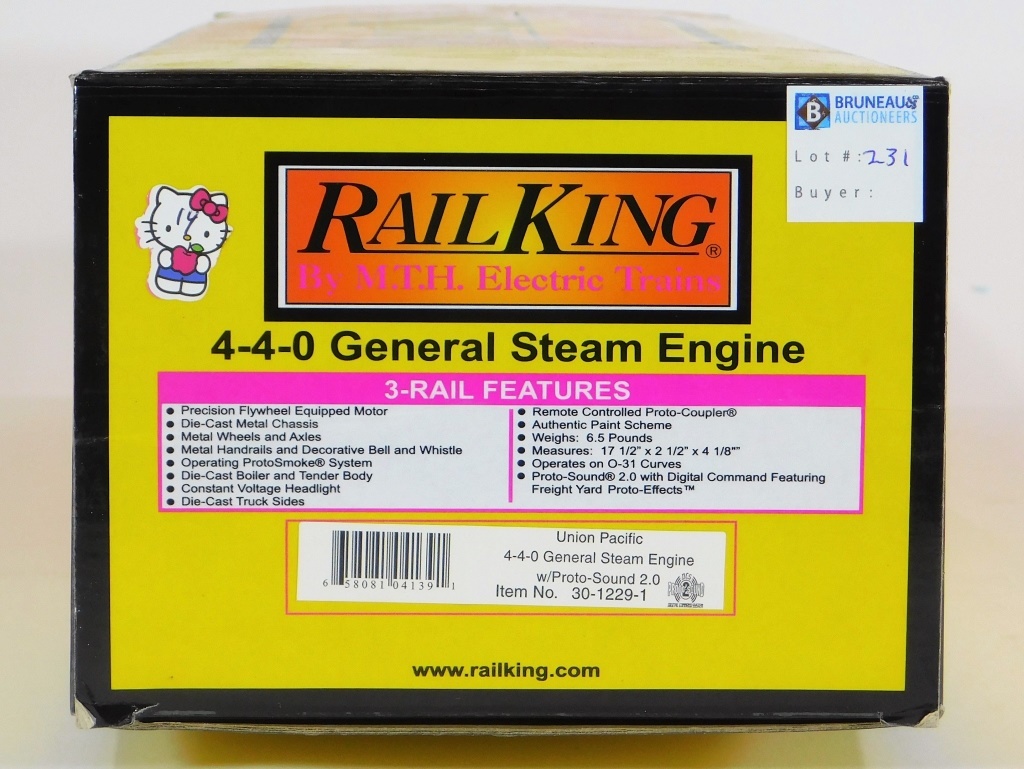 BRUNEAU & CO
AUCTIONEERS
Lot #: 231
Buyer:
RAILKING®
By M.T.H. Electric Trains
4-4-0 General Steam Engine
3-RAIL FEATURES
• Precision Flywheel Equipped Motor
• Die-Cast Metal Chassis
• Metal Wheels and Axles
• Metal Handrails and Decorative Bell and Whistle
• Operating ProtoSmoke® System
• Die-Cast Boiler and Tender Body
• Constant Voltage Headlight
• Die-Cast Truck Sides
• Remote Controlled Proto-Coupler®
• Authentic Paint Scheme
• Weighs: 6.5 Pounds
• Measures: 17 1/2" x 2 1/2" x 4 1/8""
• Operates on O-31 Curves
• Proto-Sound® 2.0 with Digital Command Featuring
Freight Yard Proto-Effects™
6 58081 04139 1
Union Pacific
4-4-0 General Steam Engine
w/Proto-Sound 2.0
Item No. 30-1229-1
www.railking.com